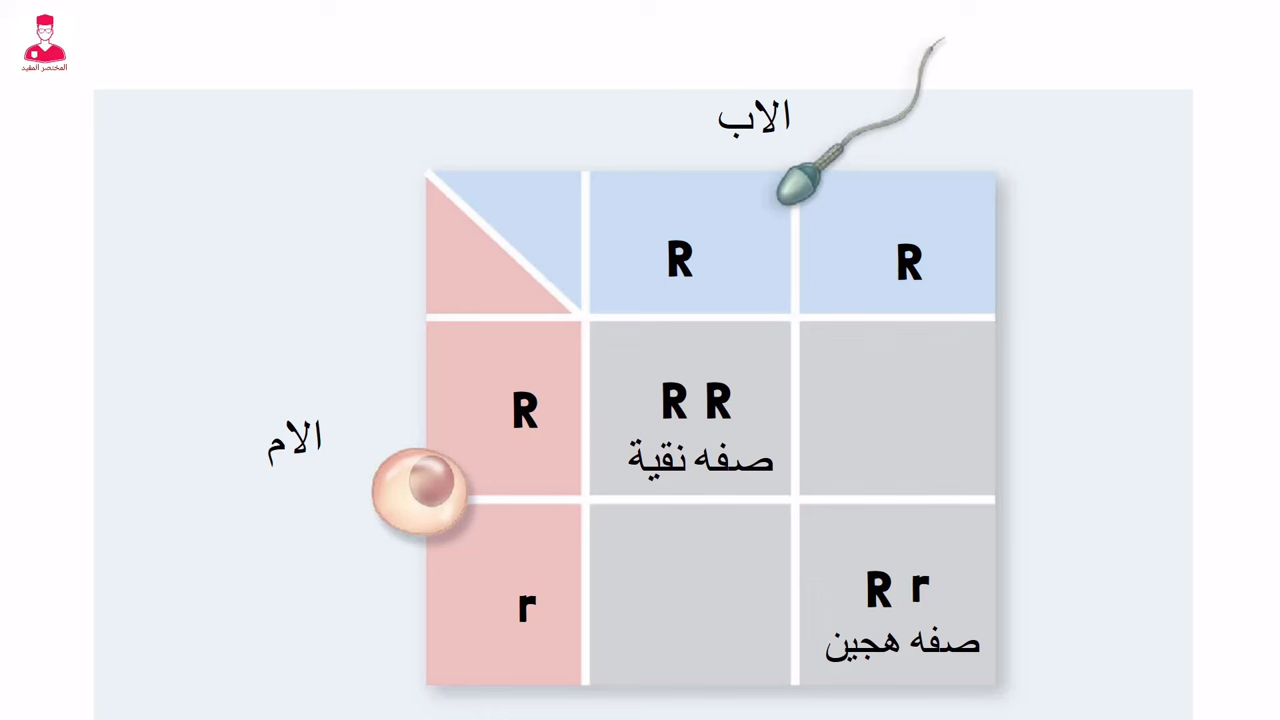 المختصر المفيد
الاب
R R
R
R R
صفه نقية
الام
r
R r
صفه هجين